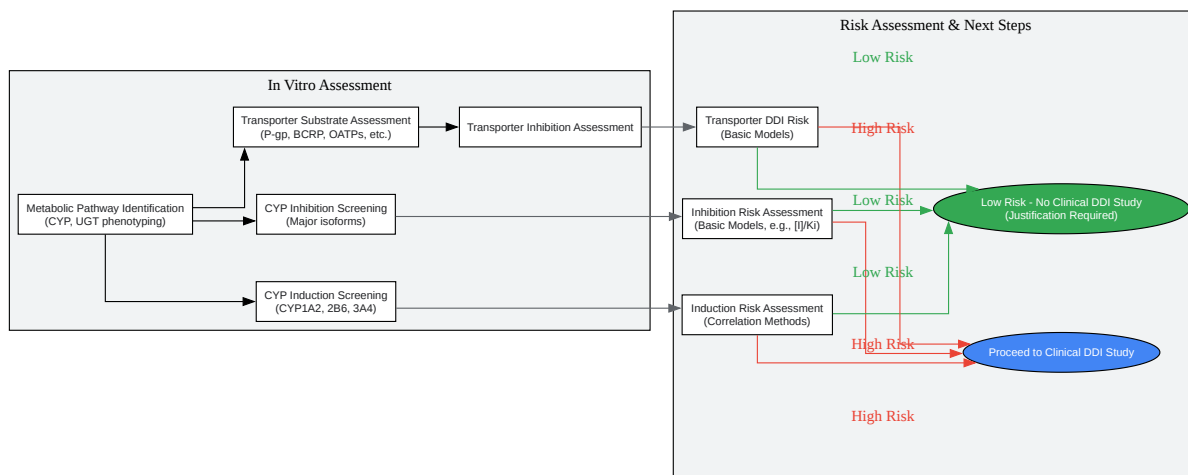 In Vitro Assessment
Metabolic Pathway Identification
(CYP, UGT phenotyping)
Transporter Substrate Assessment
(P-gp, BCRP, OATPs, etc.)
Transporter Inhibition Assessment
CYP Inhibition Screening
(Major isoforms)
CYP Induction Screening
(CYP1A2, 2B6, 3A4)
Risk Assessment & Next Steps
Low Risk
Transporter DDI Risk
(Basic Models)
High Risk
Inhibition Risk Assessment
(Basic Models, e.g., [I]/Ki)
Low Risk
Low Risk - No Clinical DDI Study
(Justification Required)
Low Risk
Induction Risk Assessment
(Correlation Methods)
High Risk
Proceed to Clinical DDI Study
High Risk